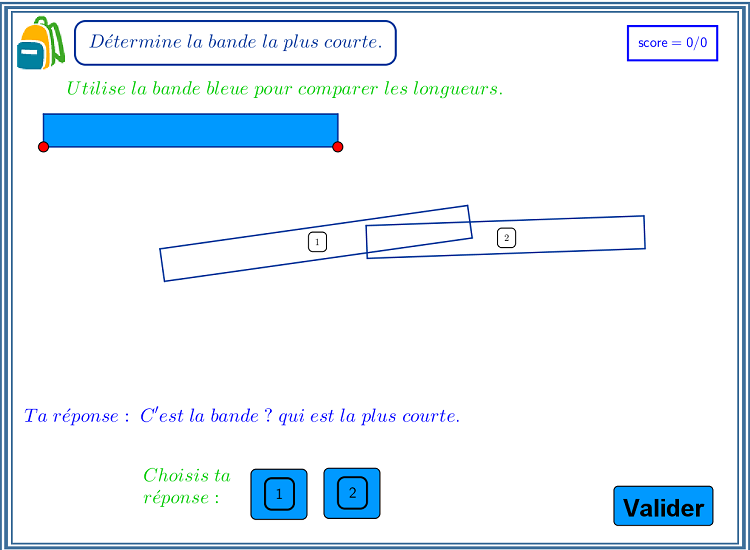 Détermine la bande la plus courte.
score = 0/0
Utilise la bande bleue pour comparer les longueurs.
1
2
Ta réponse : C'est la bande ? qui est la plus courte.
Choisis ta
réponse :
1
2
Valider